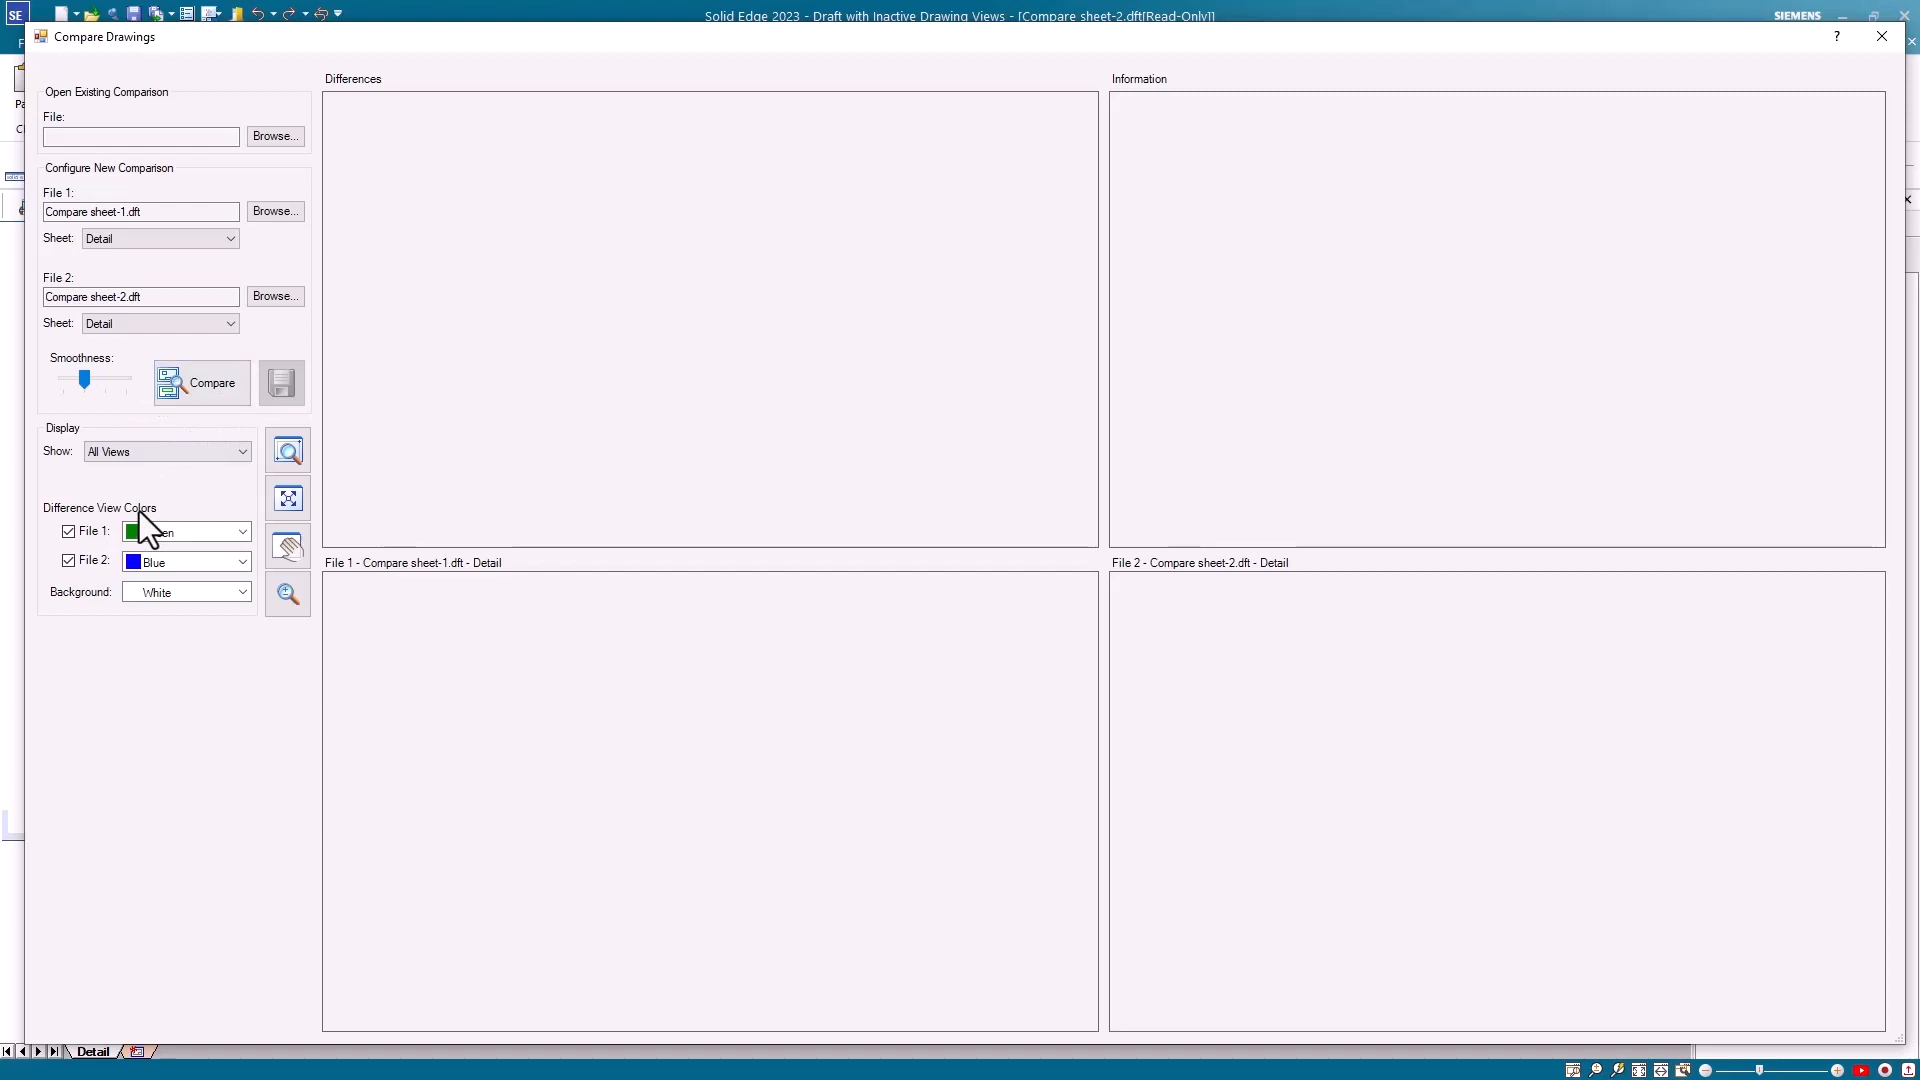 SE
Solid Edge 2023 - Draft with Inactive Drawing Views - [Compare sheet-2.dft[Read-Only]]
SIEMENS
Compare Drawings
?
Differences
Information
Open Existing Comparison
File:
Browse...
Configure New Comparison
File 1:
Compare sheet-1.dft
Browse...
Sheet:
Detail
File 2:
Compare sheet-2.dft
Browse...
Sheet:
Detail
Smoothness:
Compare
Display
Show:
All Views
Difference View Colors
File 1:
File 2:
Blue
Background:
White
File 1 - Compare sheet-1.dft - Detail
File 2 - Compare sheet-2.dft - Detail
Detail